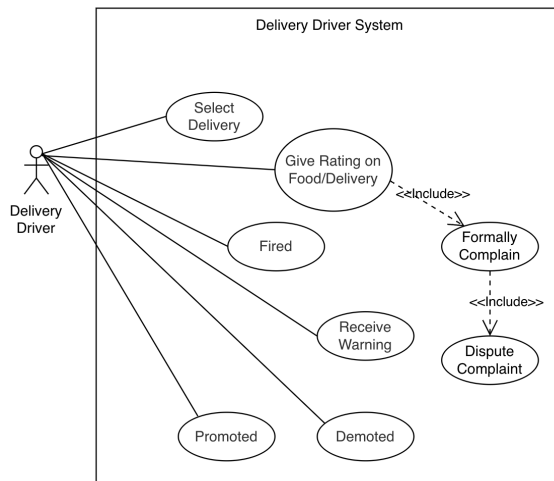 Delivery Driver System
Select
Delivery
Give Rating on
Food/Delivery
<<Include>>
Delivery
Driver
Fired
Formally
Complain
<<Include>>
Receive
Warning
Dispute
Complaint
Promoted
Demoted